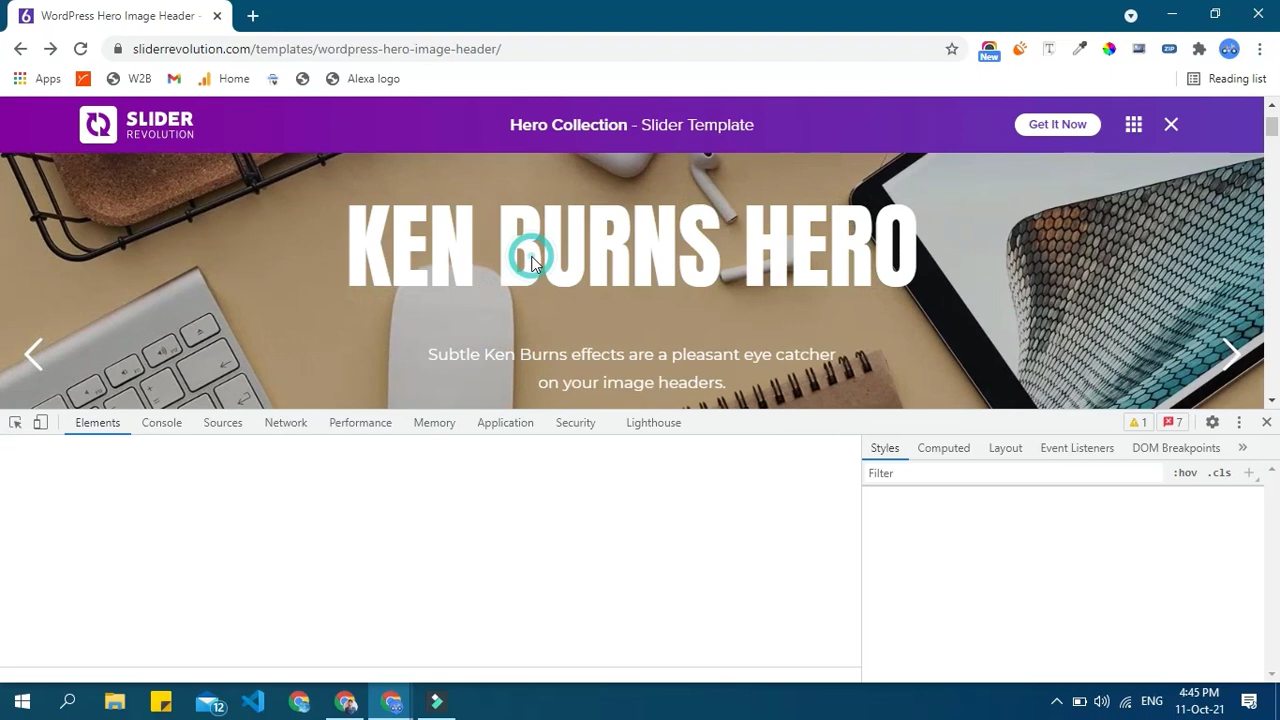 WordPress Hero Image Header -
sliderrevolution.com/templates/wordpress-hero-image-header/
New
ZIP
Apps
W2B
Home
Alexa logo
Reading list
SLIDER
REVOLUTION
Hero Collection - Slider Template
Get It Now
KEN BURNS HERO
Subtle Ken Burns effects are a pleasant eye catcher
on your image headers.
Elements Console Sources Network Performance Memory Application Security Lighthouse 1 7
Styles Computed Layout Event Listeners DOM Breakpoints »
Filter :hov .cls +
12
ENG
4:45 PM
11-Oct-21